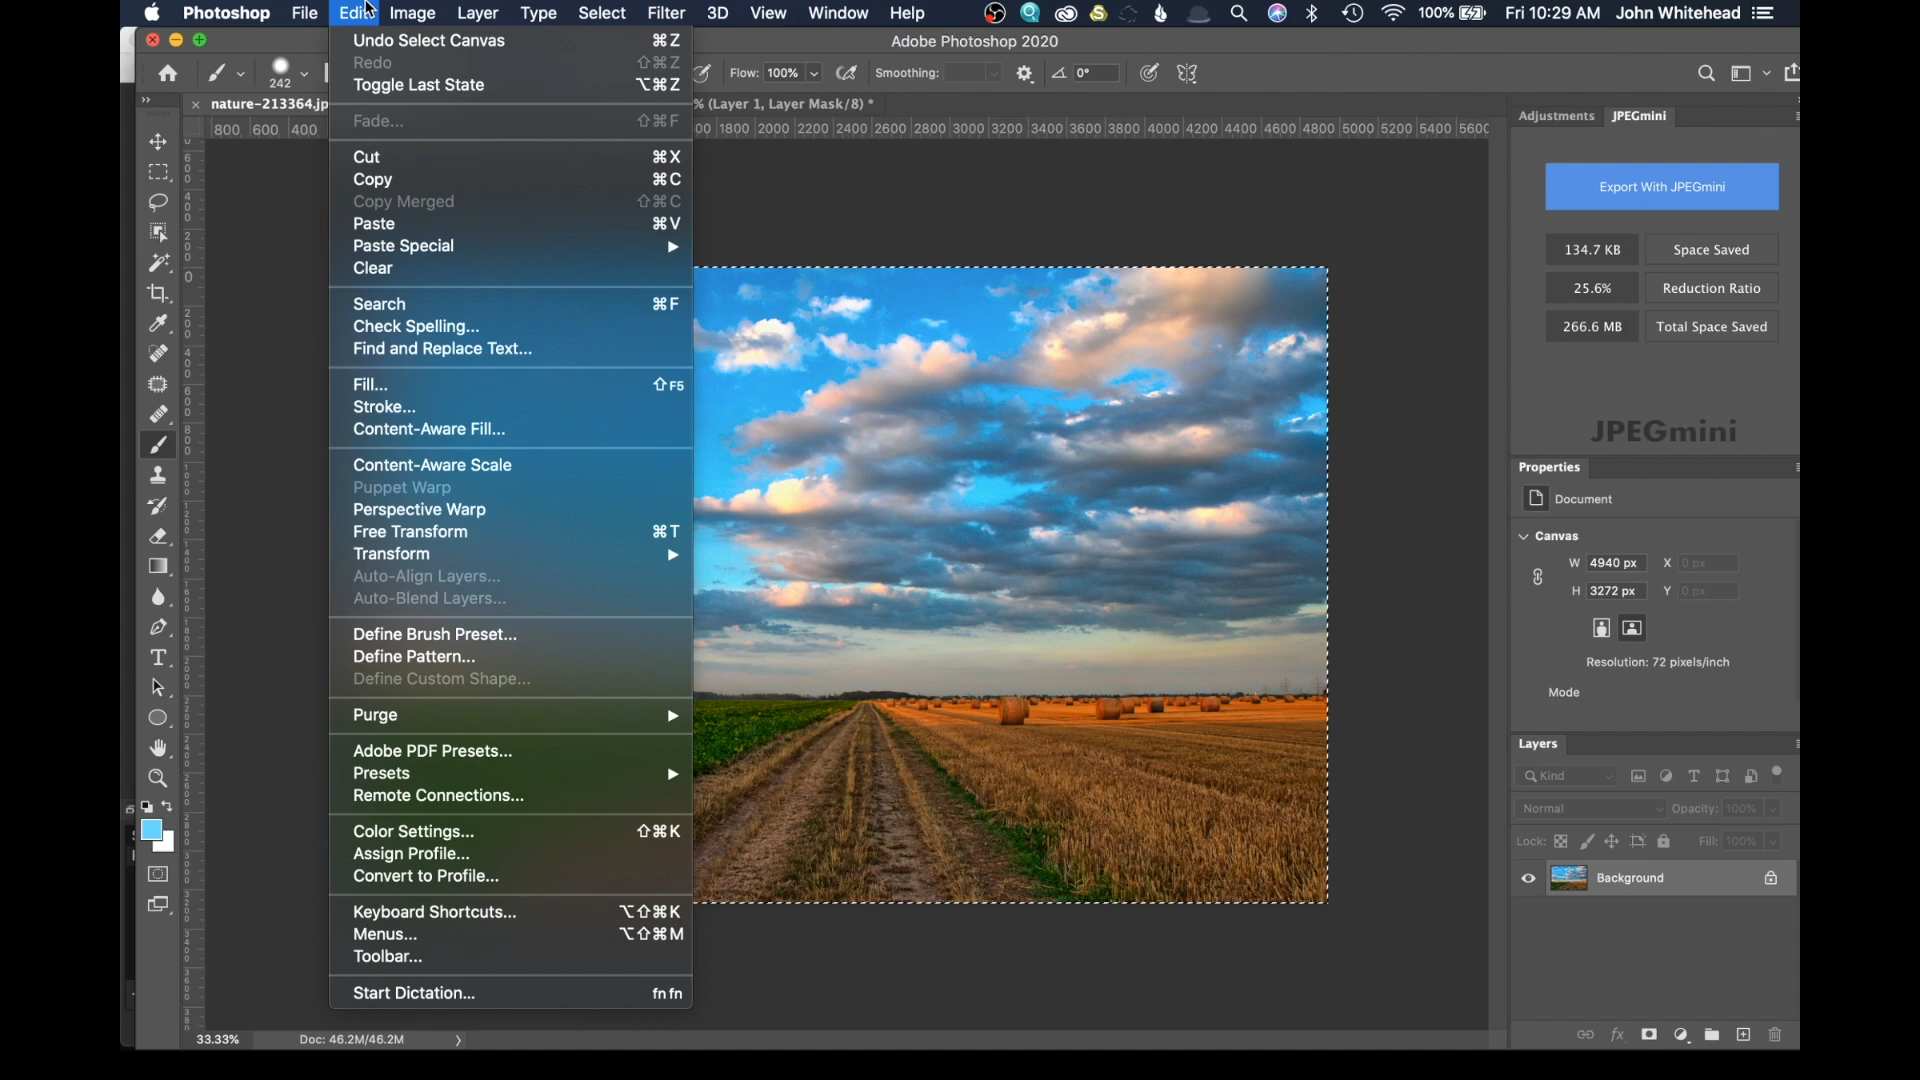 Photoshop File Edit Image Layer Type Select Filter 3D View Window Help 100% Fri 10:29 AM John Whitehead
Adobe Photoshop 2020
242 Flow: 100% Smoothing: 0°
nature-213364.jp % (Layer 1, Layer Mask/8) *
800 600 400 00 1800 2000 2200 2400 2600 2800 3000 3200 3400 3600 3800 4000 4200 4400 4600 4800 5000 5200 5400 5600
Undo Select Canvas ⌘Z
Redo ⇧⌘Z
Toggle Last State ⌥⌘Z
Fade... ⇧⌘F
Cut ⌘X
Copy ⌘C
Copy Merged ⇧⌘C
Paste ⌘V
Paste Special
Clear
Search ⌘F
Check Spelling...
Find and Replace Text...
Fill... ⇧F5
Stroke...
Content-Aware Fill...
Content-Aware Scale
Puppet Warp
Perspective Warp
Free Transform ⌘T
Transform
Auto-Align Layers...
Auto-Blend Layers...
Define Brush Preset...
Define Pattern...
Define Custom Shape...
Purge
Adobe PDF Presets...
Presets
Remote Connections...
Color Settings... ⇧⌘K
Assign Profile...
Convert to Profile...
Keyboard Shortcuts... ⌥⇧⌘K
Menus... ⌥⇧⌘M
Toolbar...
Start Dictation... fn fn
33.33% Doc: 46.2M/46.2M
Adjustments JPEGmini
Export With JPEGmini
134.7 KB Space Saved
25.6% Reduction Ratio
266.6 MB Total Space Saved
JPEGmini
Properties
Document
Canvas
W 4940 px X 0 px
H 3272 px Y 0 px
Resolution: 72 pixels/inch
Mode
Layers
Kind
Normal Opacity: 100%
Lock: Fill: 100%
Background